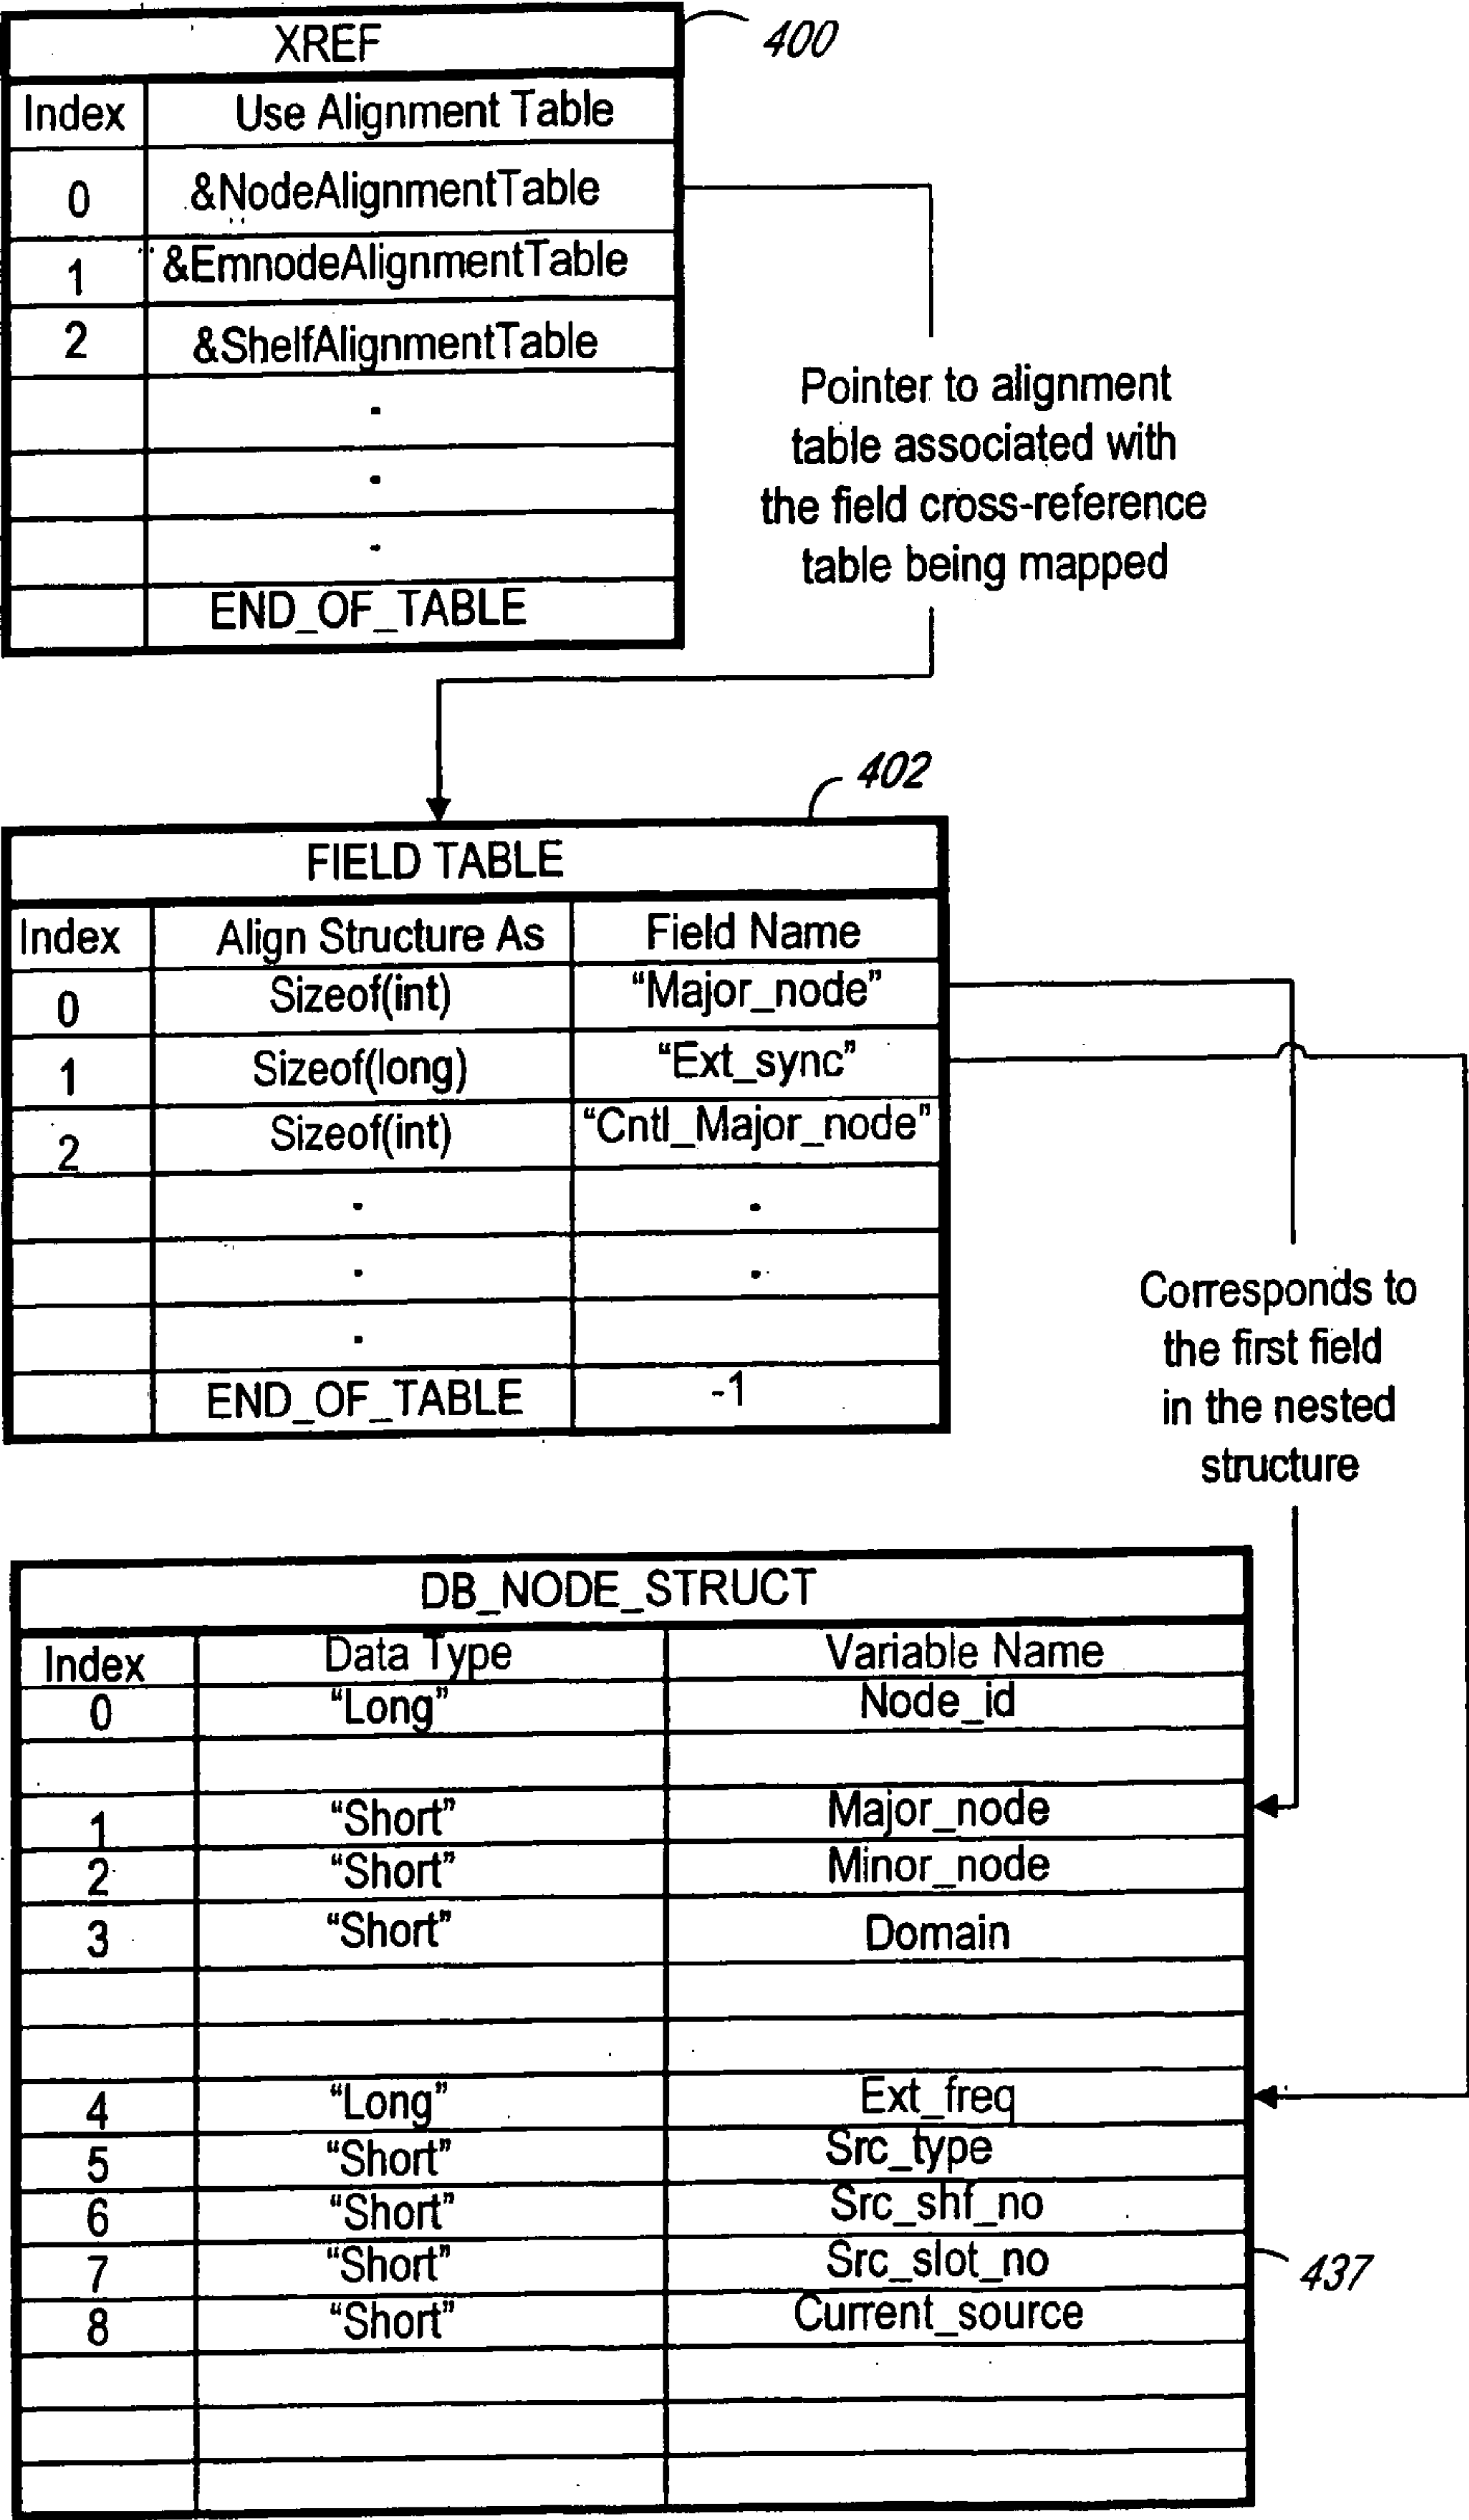 XREF
400
Index Use Alignment Table
0 &NodeAlignmentTable
1 &EmnodeAlignmentTable
2 &ShelfAlignmentTable
.
.
.
END_OF_TABLE
Pointer to alignment
table associated with
the field cross-reference
table being mapped
402
FIELD TABLE
Index Align Structure As Field Name
0 Sizeof(int) “Major_node”
1 Sizeof(long) “Ext_sync”
2 Sizeof(int) “Cntl_Major_node”
. .
. .
.
END_OF_TABLE -1
Corresponds to
the first field
in the nested
structure
DB_NODE_STRUCT
Index Data Type Variable Name
0 “Long” Node_id
1 “Short” Major_node
2 “Short” Minor_node
3 “Short” Domain
4 “Long” Ext_freq
5 “Short” Src_type
6 “Short” Src_shf_no
7 “Short” Src_slot_no
8 “Short” Current_source
437